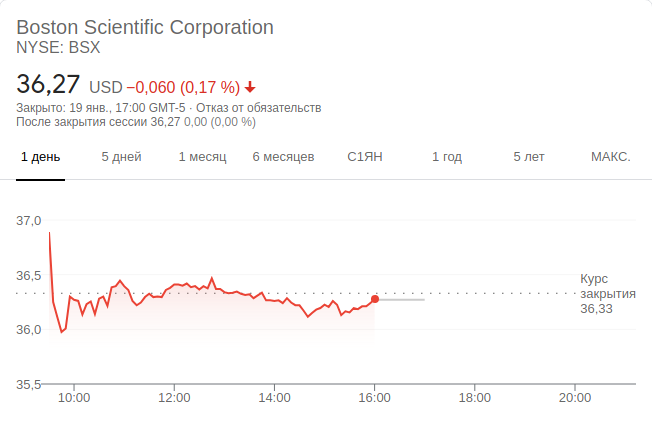 Boston Scientific Corporation
NYSE: BSX
36,27 USD −0,060 (0,17 %)
Закрыто: 19 янв., 17:00 GMT-5 · Отказ от обязательств
После закрытия сессии 36,27 0,00 (0,00 %)
1 день 5 дней 1 месяц 6 месяцев С1ЯН 1 год 5 лет МАКС.
37,0
36,5
Курс
закрытия
36,33
36,0
35,5
10:00 12:00 14:00 16:00 18:00 20:00